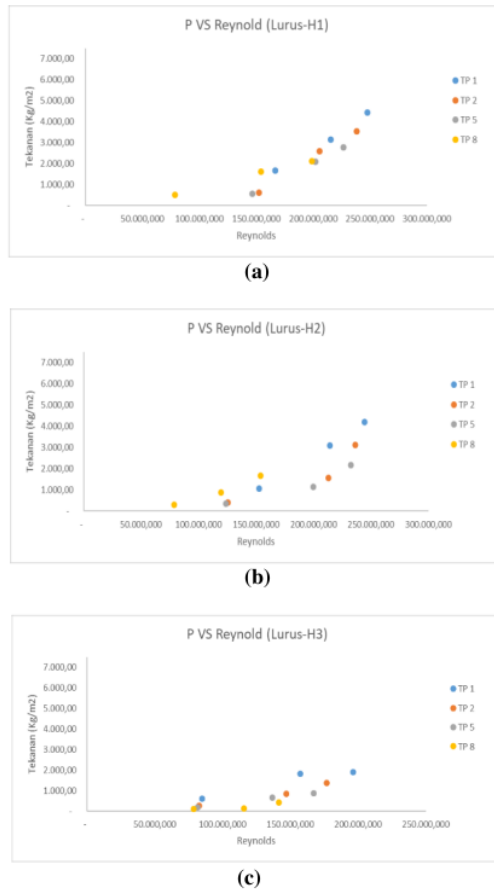 P VS Reynold (Lurus-H1)
Tekanan (Kg/m2)
7.000,00
6.000,00
5.000,00
4.000,00
3.000,00
2.000,00
1.000,00
-
- 50.000,000 100.000,000 150.000,000 200.000,000 250.000,000 300.000,000
Reynolds
TP 1
TP 2
TP 5
TP 8
(a)
P VS Reynold (Lurus-H2)
Tekanan (Kg/m2)
7.000,00
6.000,00
5.000,00
4.000,00
3.000,00
2.000,00
1.000,00
-
- 50.000,000 100.000,000 150.000,000 200.000,000 250.000,000 300.000,000
Reynolds
TP 1
TP 2
TP 5
TP 8
(b)
P VS Reynold (Lurus-H3)
Tekanan (Kg/m2)
7.000,00
6.000,00
5.000,00
4.000,00
3.000,00
2.000,00
1.000,00
-
- 50.000,000 100.000,000 150.000,000 200.000,000 250.000,000
Reynolds
TP 1
TP 2
TP 5
TP 8
(c)